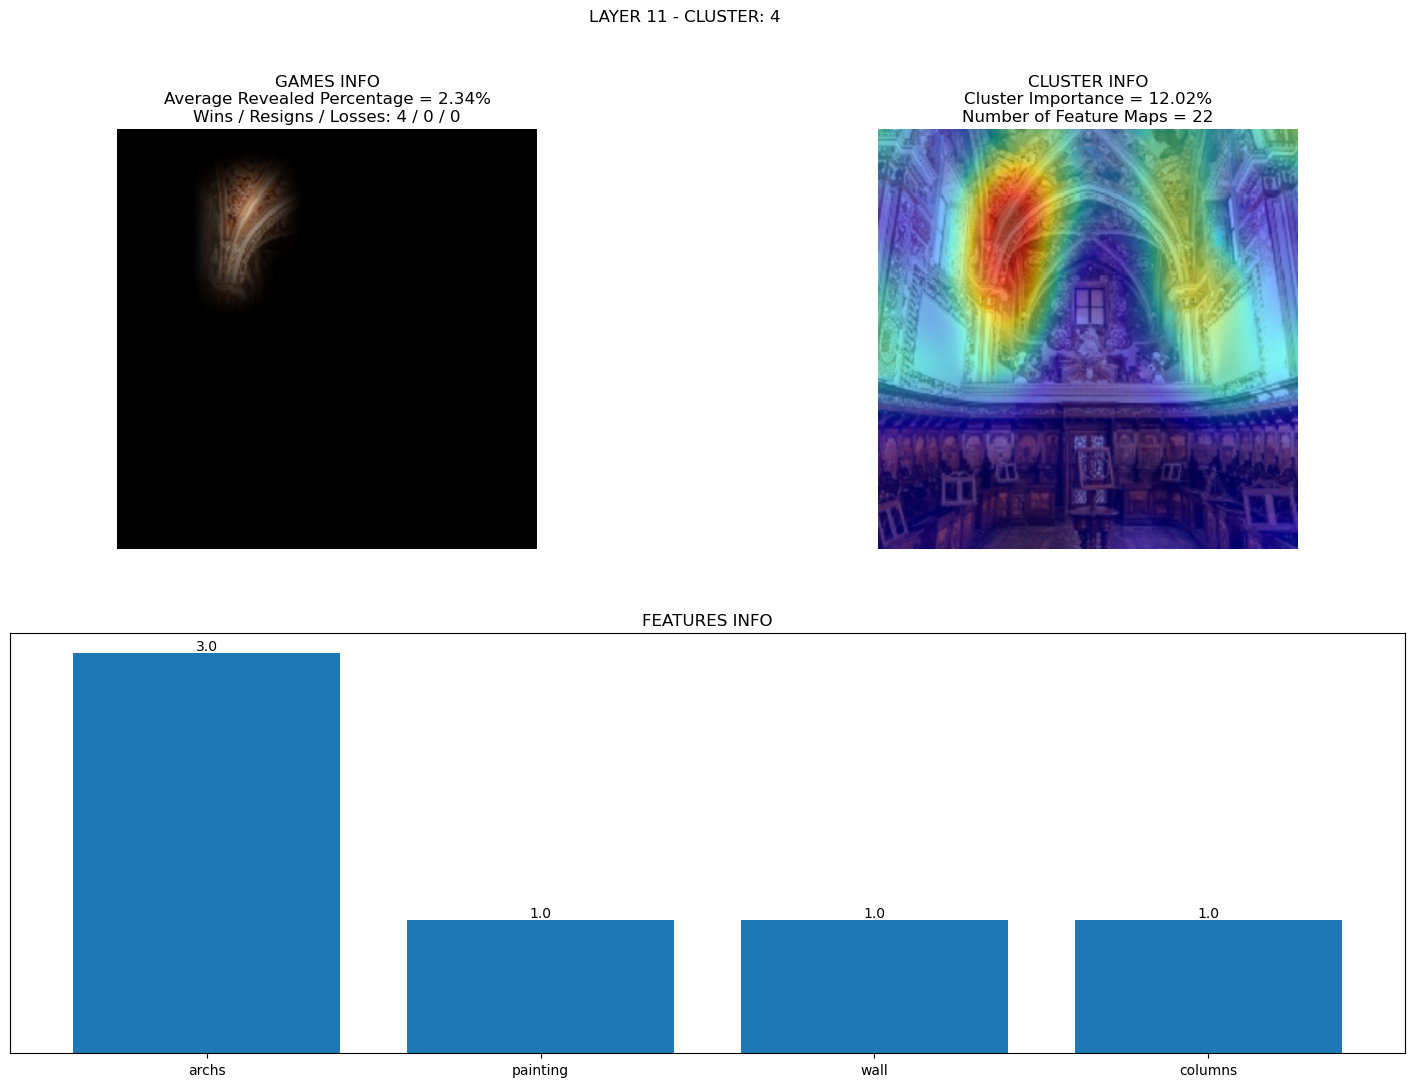 LAYER 11 - CLUSTER: 4
GAMES INFO
Average Revealed Percentage = 2.34%
Wins / Resigns / Losses: 4 / 0 / 0
CLUSTER INFO
Cluster Importance = 12.02%
Number of Feature Maps = 22
FEATURES INFO
3.0
1.0
1.0
1.0
archs
painting
wall
columns